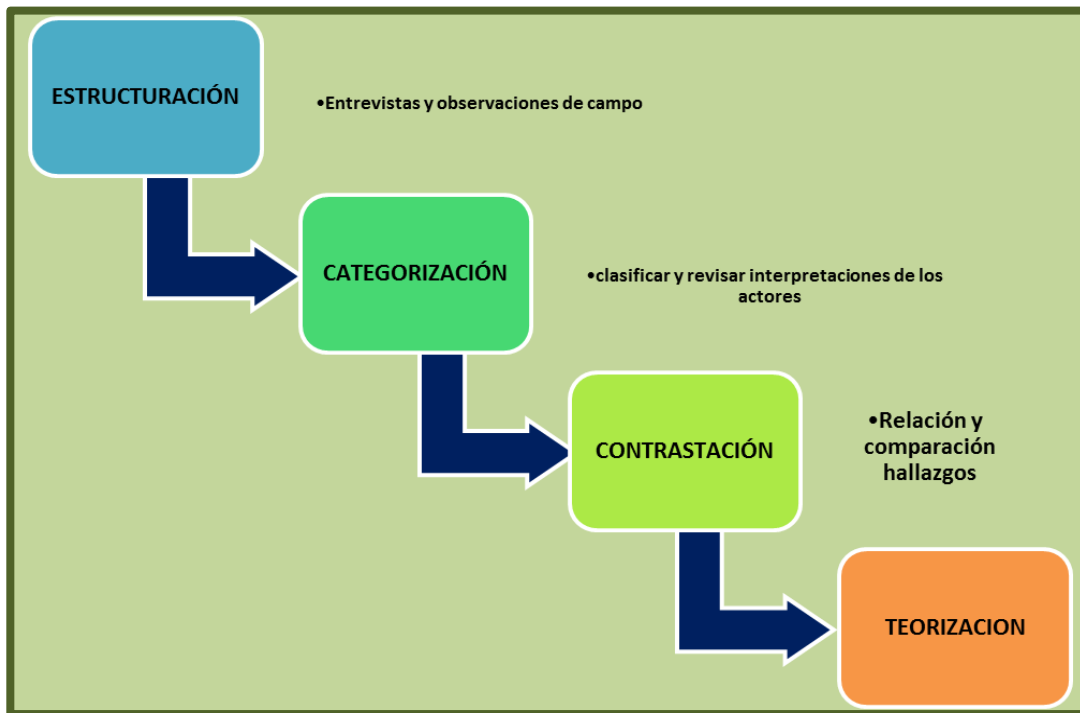 ESTRUCTURACIÓN
•Entrevistas y observaciones de campo
CATEGORIZACIÓN
•clasificar y revisar interpretaciones de los
actores
CONTRASTACIÓN
•Relación y
comparación
hallazgos
TEORIZACION